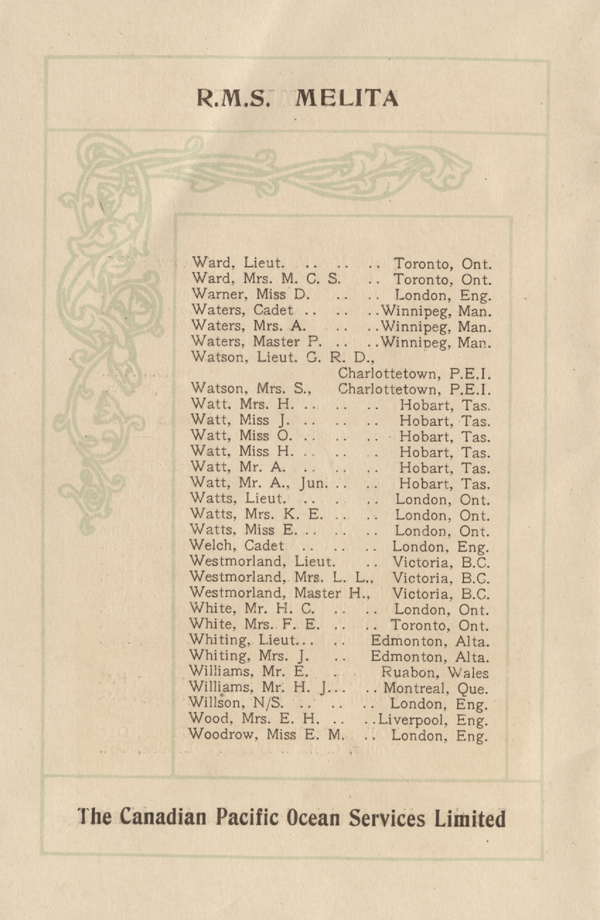 R.M.S. MELITA
Ward, Lieut. .. .. .. Toronto, Ont.
Ward, Mrs. M. C. S. .. Toronto, Ont.
Warner, Miss D. .. .. London, Eng.
Waters, Cadet .. .. ..Winnipeg, Man.
Waters, Mrs. A. .. ..Winnipeg, Man.
Waters, Master P. .. ..Winnipeg, Man.
Watson, Lieut. G. R. D.,
Charlottetown, P.E.I.
Watson, Mrs. S., Charlottetown, P.E.I.
Watt, Mrs. H. .. .. .. Hobart, Tas.
Watt, Miss J. .. .. .. Hobart, Tas.
Watt, Miss O. .. .. .. Hobart, Tas.
Watt, Miss H. .. .. .. Hobart, Tas.
Watt, Mr. A. .. .. .. Hobart, Tas.
Watt, Mr. A., Jun. .. .. Hobart, Tas.
Watts, Lieut. .. .. .. London, Ont.
Watts, Mrs. K. E. .. .. London, Ont.
Watts, Miss E. .. .. .. London, Ont.
Welch, Cadet .. .. .. London, Eng.
Westmorland, Lieut. .. Victoria, B.C.
Westmorland, Mrs. L. L., Victoria, B.C.
Westmorland, Master H., Victoria, B.C.
White, Mr. H. C. .. .. London, Ont.
White, Mrs. F. E. .. .. Toronto, Ont.
Whiting, Lieut... .. Edmonton, Alta.
Whiting, Mrs. J. .. Edmonton, Alta.
Williams, Mr. E. . Ruabon, Wales
Williams, Mr. H. J... .. Montreal, Que.
Willson, N/S. .. .. .. London, Eng.
Wood, Mrs. E. H. .. ..Liverpool, Eng.
Woodrow, Miss E. M. .. London, Eng.
The Canadian Pacific Ocean Services Limited